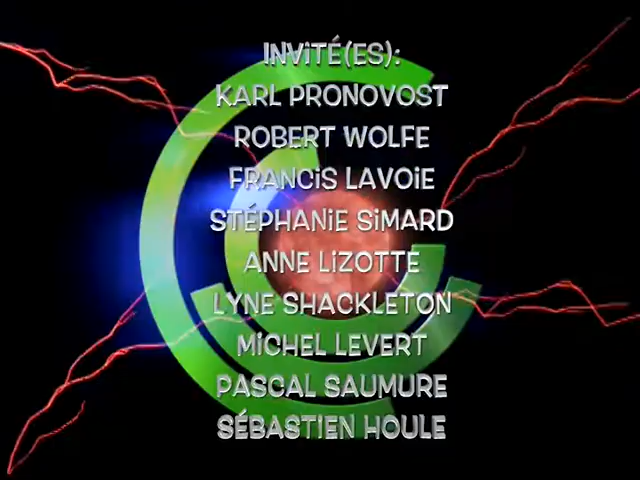 INViTÉ(ES):
KARL PRONOVOST
ROBERT WOLFE
FRANCiS LAVOiE
STÉPHANiE SiMARD
ANNE LiZOTTE
LYNE SHACKLETON
MiCHEL LEVERT
PASCAL SAUMURE
SÉBASTIEN HOULE